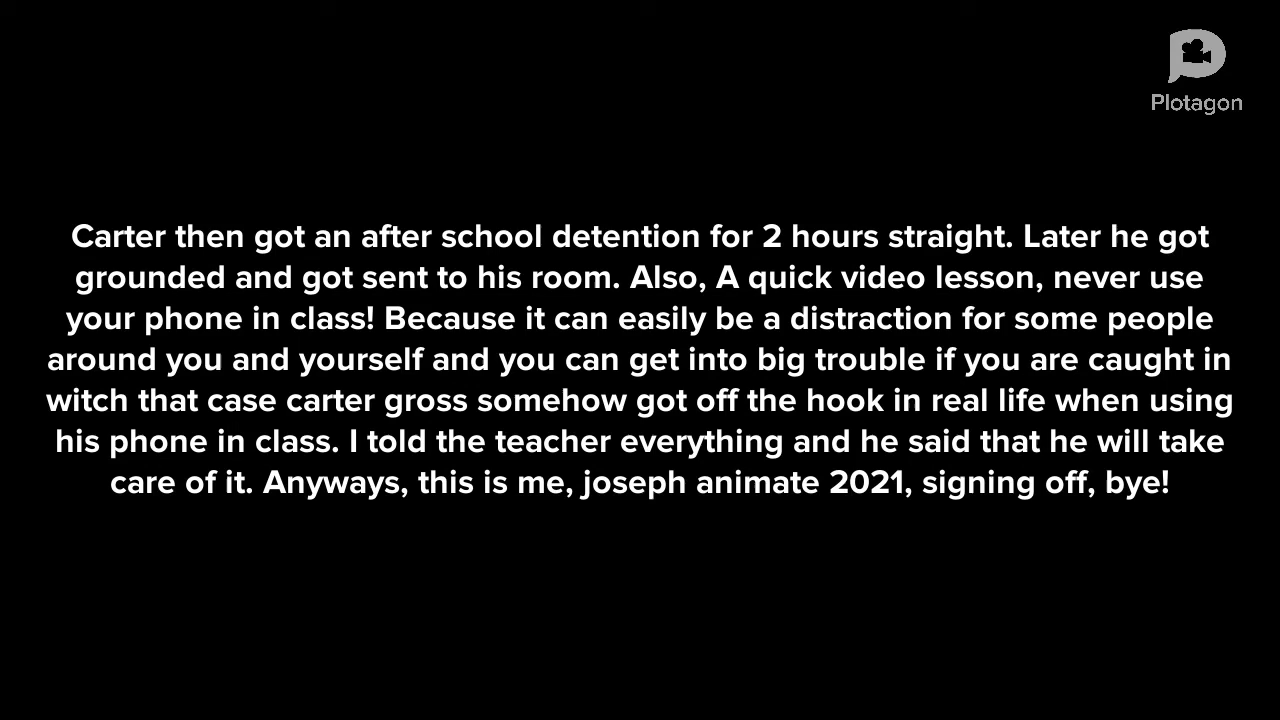 Plotagon
Carter then got an after school detention for 2 hours straight. Later he got
grounded and got sent to his room. Also, A quick video lesson, never use
your phone in class! Because it can easily be a distraction for some people
around you and yourself and you can get into big trouble if you are caught in
witch that case carter gross somehow got off the hook in real life when using
his phone in class. I told the teacher everything and he said that he will take
care of it. Anyways, this is me, joseph animate 2021, signing off, bye!